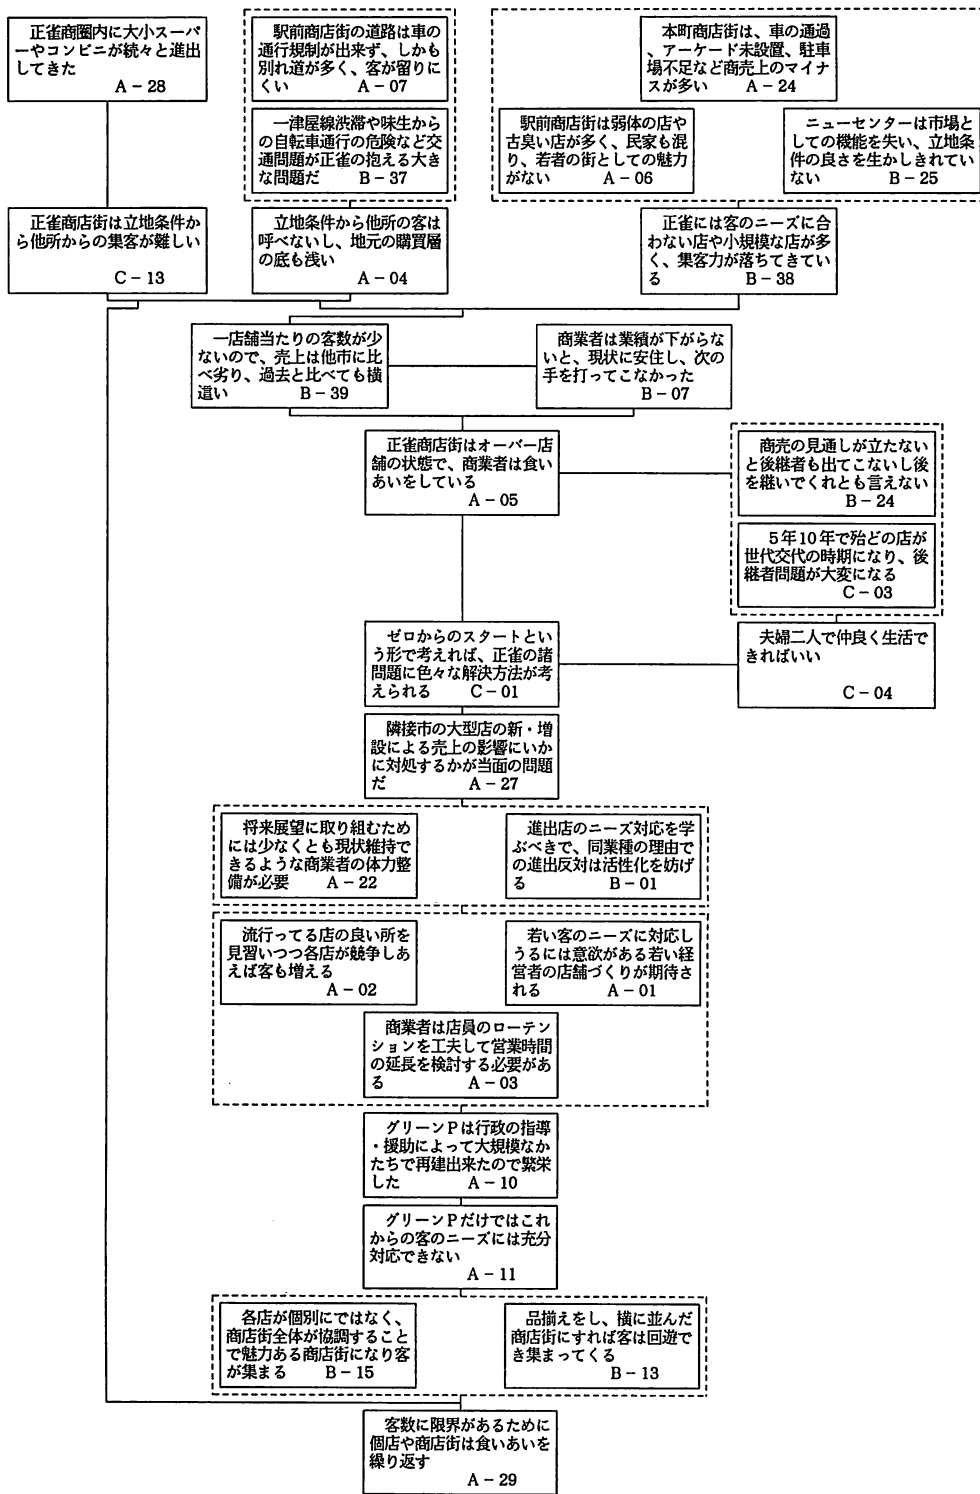 正雀商圏内に大小スーパ
ーやコンビニが続々と進出
してきた
A－28
駅前商店街の道路は車の
通行規制が出来ず、しかも
別れ道が多く、客が留りに
くい A－07
本町商店街は、車の通過
、アーケード未設置、駐車
場不足など商売上のマイナ
スが多い A－24
一津屋線渋滞や味生から
の自転車通行の危険など交
通問題が正雀の抱える大き
な問題だ B－37
駅前商店街は弱体の店や
古臭い店が多く、民家も混
り、若者の街としての魅力
がない A－06
ニューセンターは市場と
しての機能を失い、立地条
件の良さを生かしきれてい
ない B－25
正雀商店街は立地条件か
ら他所からの集客が難しい
C－13
立地条件から他所の客は
呼べないし、地元の購買層
の底も浅い
A－04
正雀には客のニーズに合
わない店や小規模な店が多
く、集客力が落ちてきてい
る B－38
一店舗当たりの客数が少
ないので、売上は他市に比
べ劣り、過去と比べても横
這い B－39
商業者は業績が下がらな
いと、現状に安住し、次の
手を打ってこなかった
B－07
正雀商店街はオーバー店
舗の状態で、商業者は食い
あいをしている
A－05
商売の見通しが立たない
と後継者も出てこないし後
を継いでくれとも言えない
B－24
5年10年で殆どの店が
世代交代の時期になり、後
継者問題が大変になる
C－03
ゼロからのスタートとい
う形で考えれば、正雀の諸
問題に色々な解決方法が考
えられる C－01
夫婦二人で仲良く生活で
きればいい
C－04
隣接市の大型店の新・増
設による売上の影響にいか
に対処するかが当面の問題
だ A－27
将来展望に取り組むため
には少なくとも現状維持で
きるような商業者の体力整
備が必要 A－22
進出店のニーズ対応を学
ぶべきで、同業種の理由で
の進出反対は活性化を妨げ
る B－01
流行ってる店の良い所を
見習いつつ各店が競争しあ
えば客も増える
A－02
若い客のニーズに対応し
うるには意欲がある若い経
営者の店舗づくりが期待さ
れる A－01
商業者は店員のローテン
ションを工夫して営業時間
の延長を検討する必要があ
る A－03
グリーンPは行政の指導
・援助によって大規模なか
たちで再建出来たので繁栄
した A－10
グリーンPだけではこれ
からの客のニーズには充分
対応できない
A－11
各店が個別にではなく、
商店街全体が協調すること
で魅力ある商店街になり客
が集まる B－15
品揃えをし、横に並んだ
商店街にすれば客は回遊で
き集まってくる
B－13
客数に限界があるために
個店や商店街は食いあいを
繰り返す
A－29